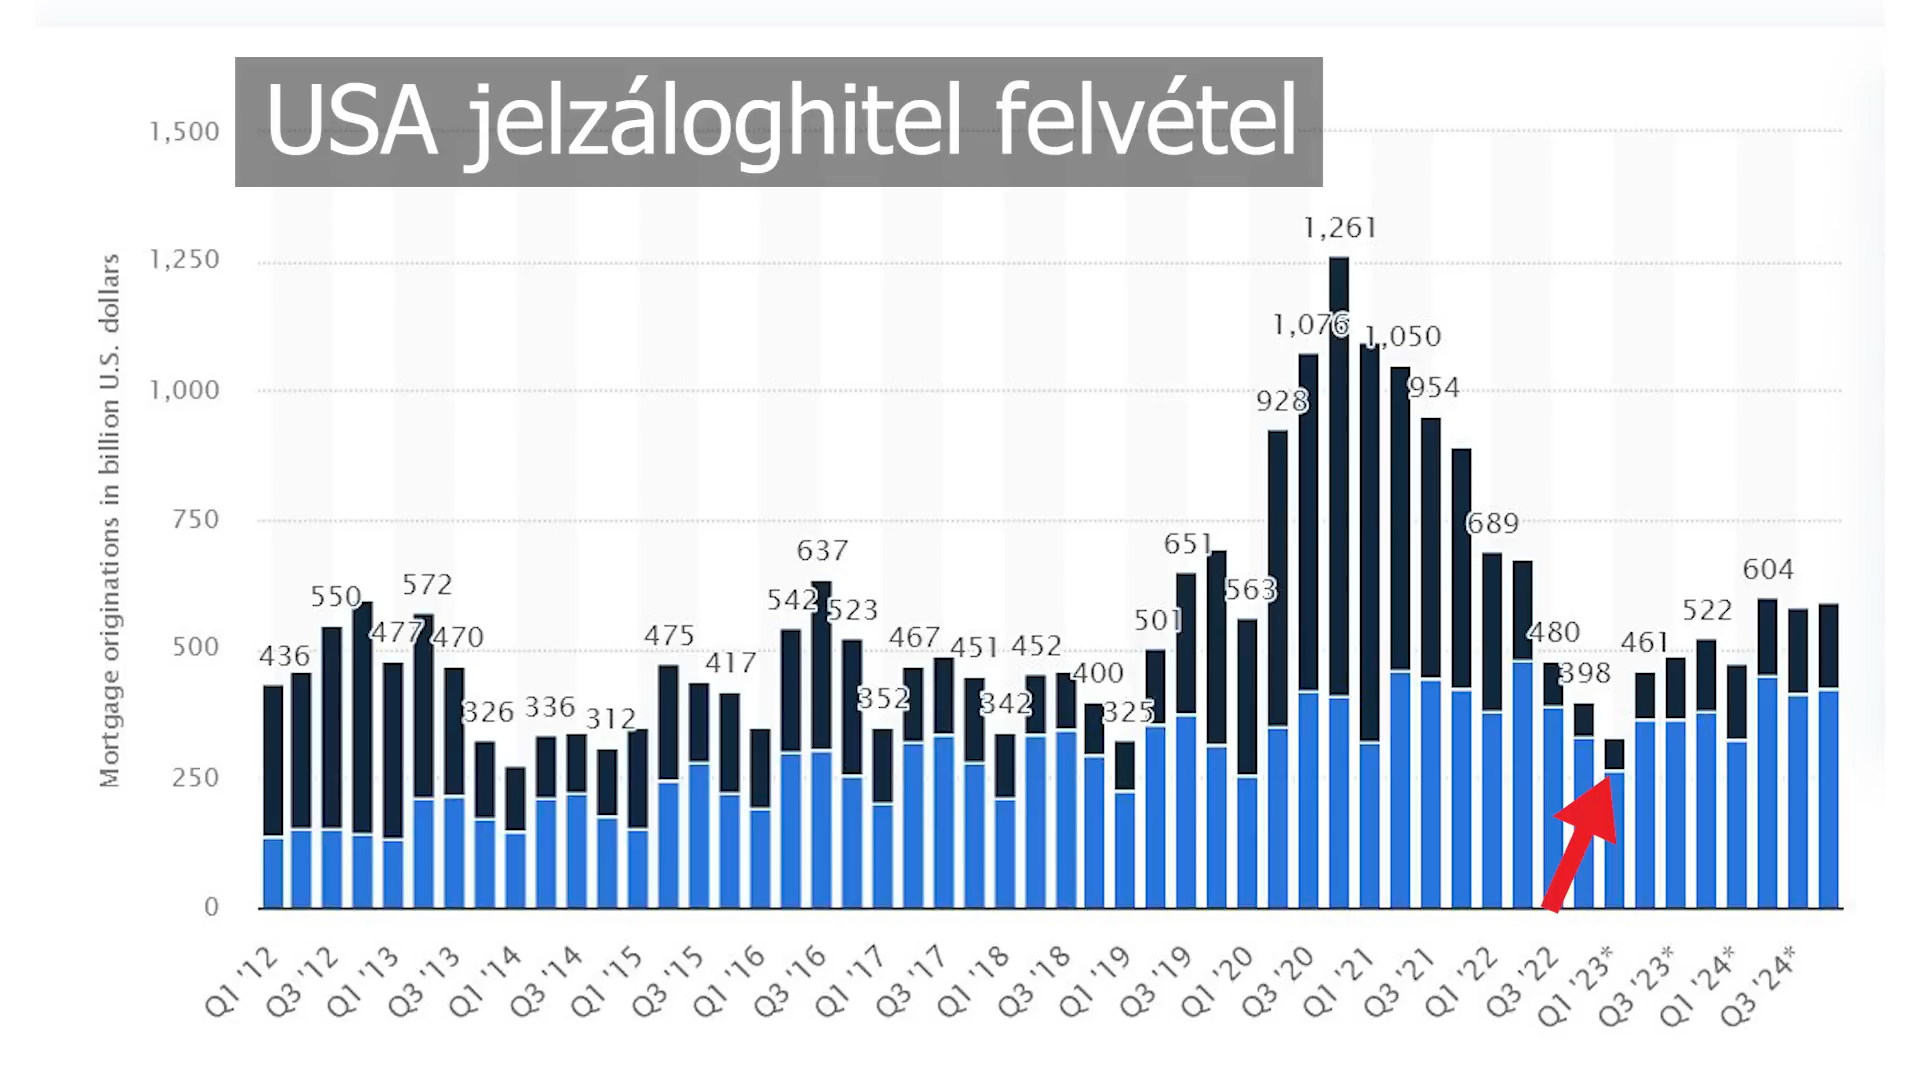 USA jelzáloghitel felvétel
Mortgage originations in billion U.S. dollars
1,500
1,250
1,000
750
500
250
0
436
550
477
572
470
326
336
312
475
417
542
637
523
352
467
451
342
452
400
325
501
651
563
928
1,076
1,261
1,050
954
689
480
398
461
522
604
Q1 '12
Q3 '12
Q1 '13
Q3 '13
Q1 '14
Q3 '14
Q1 '15
Q3 '15
Q1 '16
Q3 '16
Q1 '17
Q3 '17
Q1 '18
Q3 '18
Q1 '19
Q3 '19
Q1 '20
Q3 '20
Q1 '21
Q3 '21
Q1 '22
Q3 '22
Q1 '23*
Q3 '23*
Q1 '24*
Q3 '24*